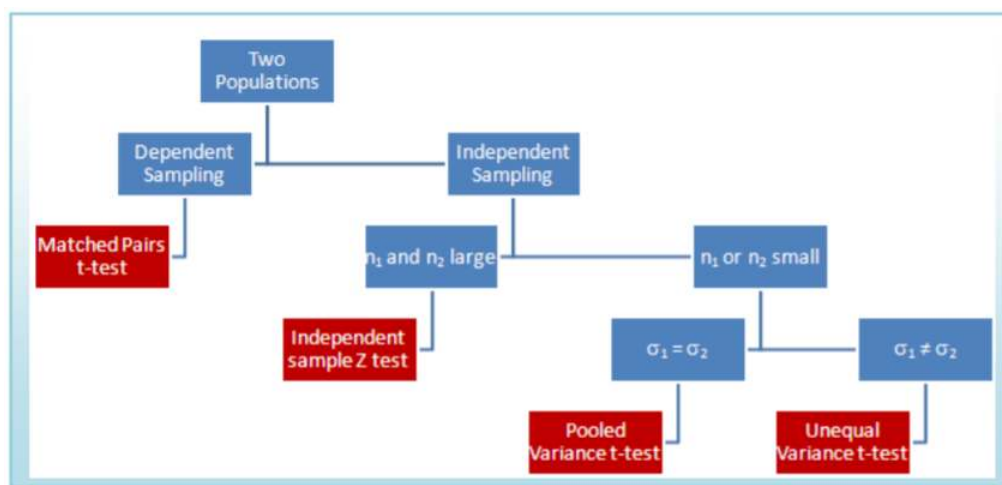 Two
Populations
Dependent
Sampling
Independent
Sampling
Matched Pairs
t-test
n₁ and n₂ large
n₁ or n₂ small
Independent
sample Z test
σ₁ = σ₂
σ₁ ≠ σ₂
Pooled
Variance t-test
Unequal
Variance t-test